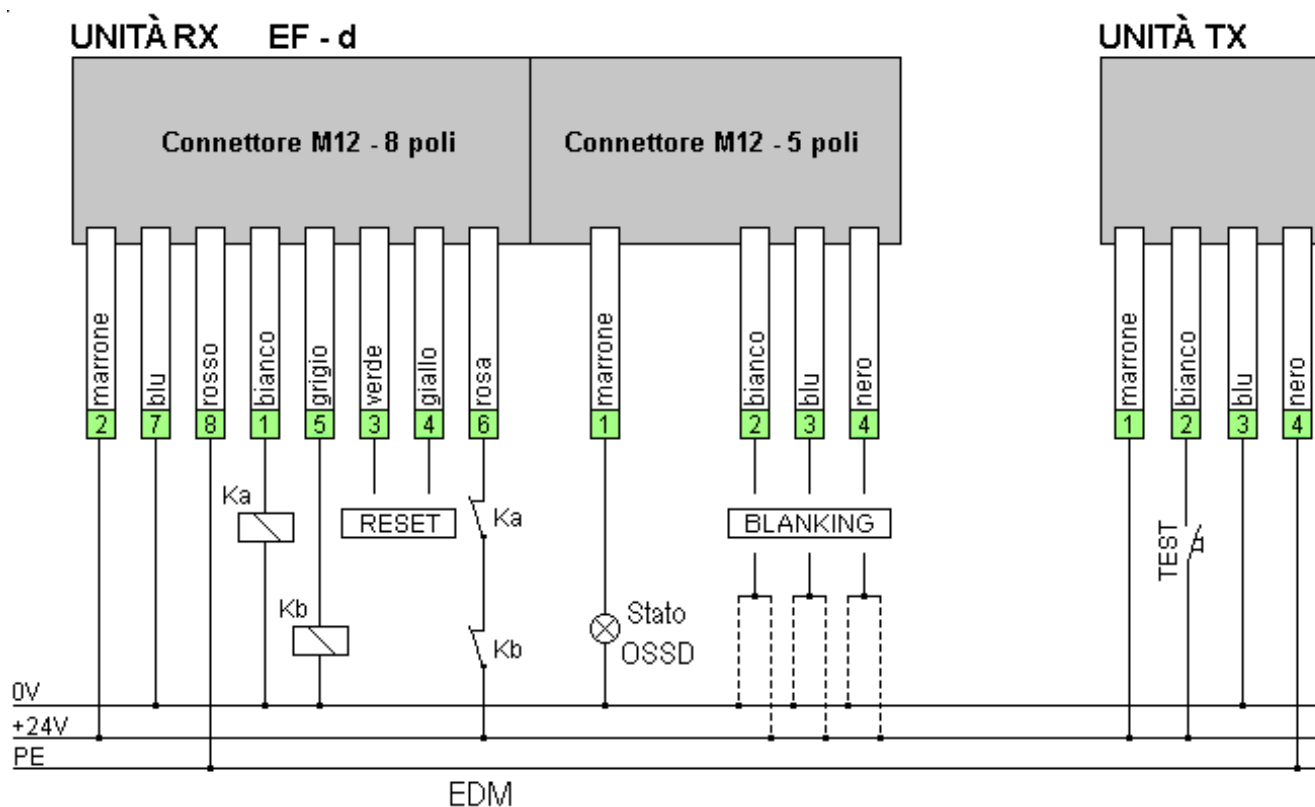 UNITÀ RX EF - d
UNITÀ TX
Connettore M12 - 8 poli
Connettore M12 - 5 poli
marrone
blu
rosso
bianco
grigio
verde
giallo
rosa
marrone
bianco
blu
nero
marrone
bianco
blu
nero
2 7 8 1 5 3 4 6 1 2 3 4 1 2 3 4
Ka
RESET
Ka
BLANKING
TEST
Kb
Kb
Stato
OSSD
0V
+24V
PE
EDM